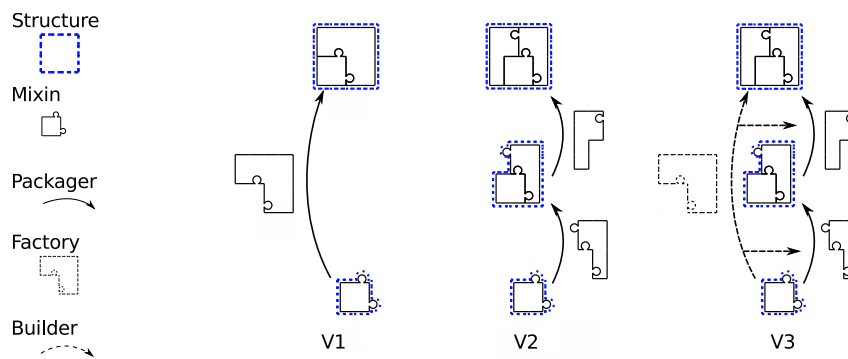 Structure
Mixin
Packager
Factory
Builder
V1
V2
V3